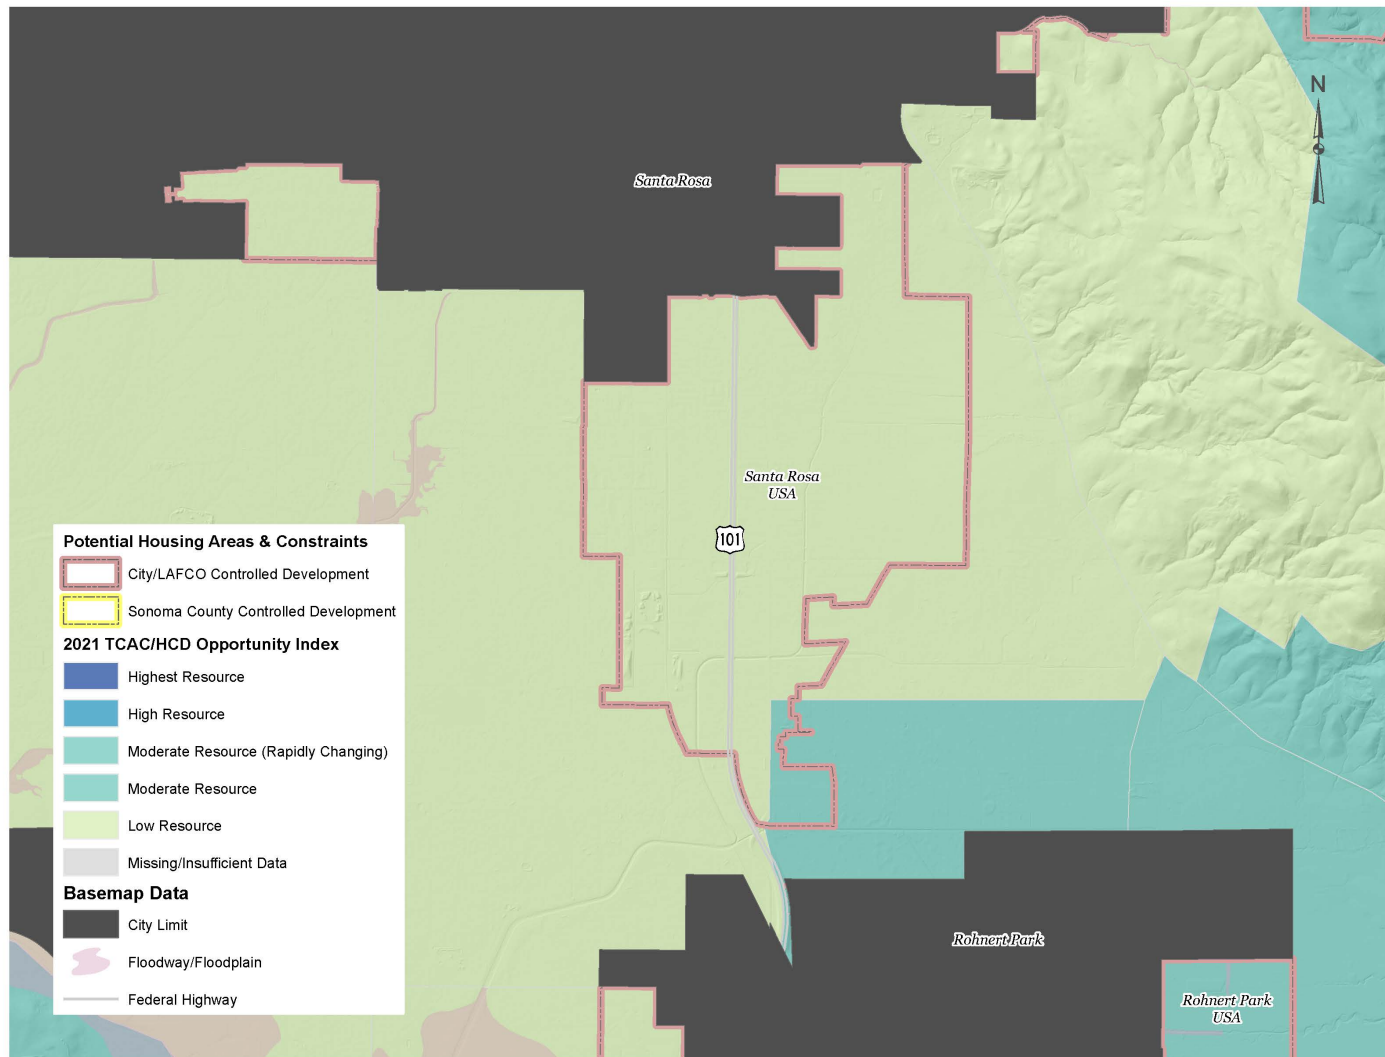 N
Santa Rosa
Santa Rosa
USA
101
Potential Housing Areas & Constraints
City/LAFCO Controlled Development
Sonoma County Controlled Development
2021 TCAC/HCD Opportunity Index
Highest Resource
High Resource
Moderate Resource (Rapidly Changing)
Moderate Resource
Low Resource
Missing/Insufficient Data
Basemap Data
City Limit
Floodway/Floodplain
Federal Highway
Rohnert Park
Rohnert Park
USA